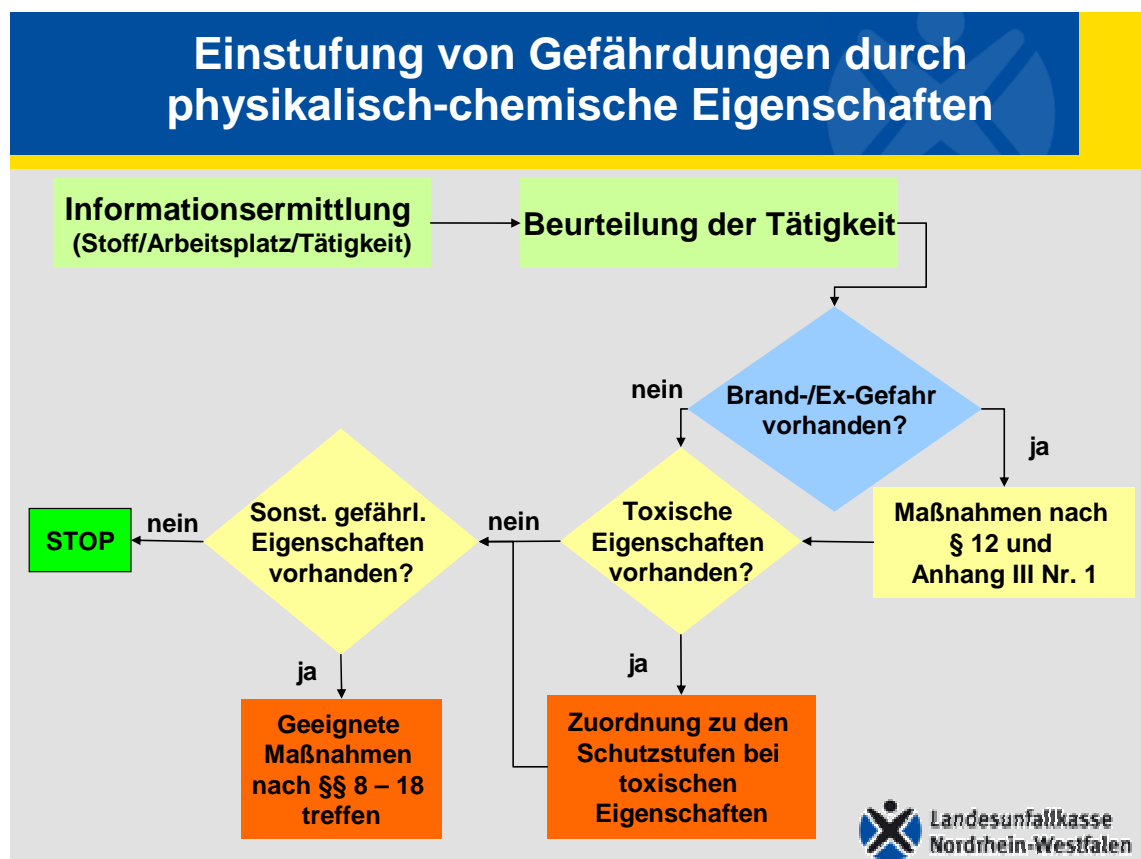 Einstufung von Gefährdungen durch
physikalisch-chemische Eigenschaften
Informationsermittlung
(Stoff/Arbeitsplatz/Tätigkeit)
Beurteilung der Tätigkeit
Brand-/Ex-Gefahr
vorhanden?
nein
ja
Maßnahmen nach
§ 12 und
Anhang III Nr. 1
Toxische
Eigenschaften
vorhanden?
nein
ja
Zuordnung zu den
Schutzstufen bei
toxischen
Eigenschaften
Sonst. gefährl.
Eigenschaften
vorhanden?
nein
STOP
ja
Geeignete
Maßnahmen
nach §§ 8 – 18
treffen
Landesunfallkasse
Nordrhein-Westfalen